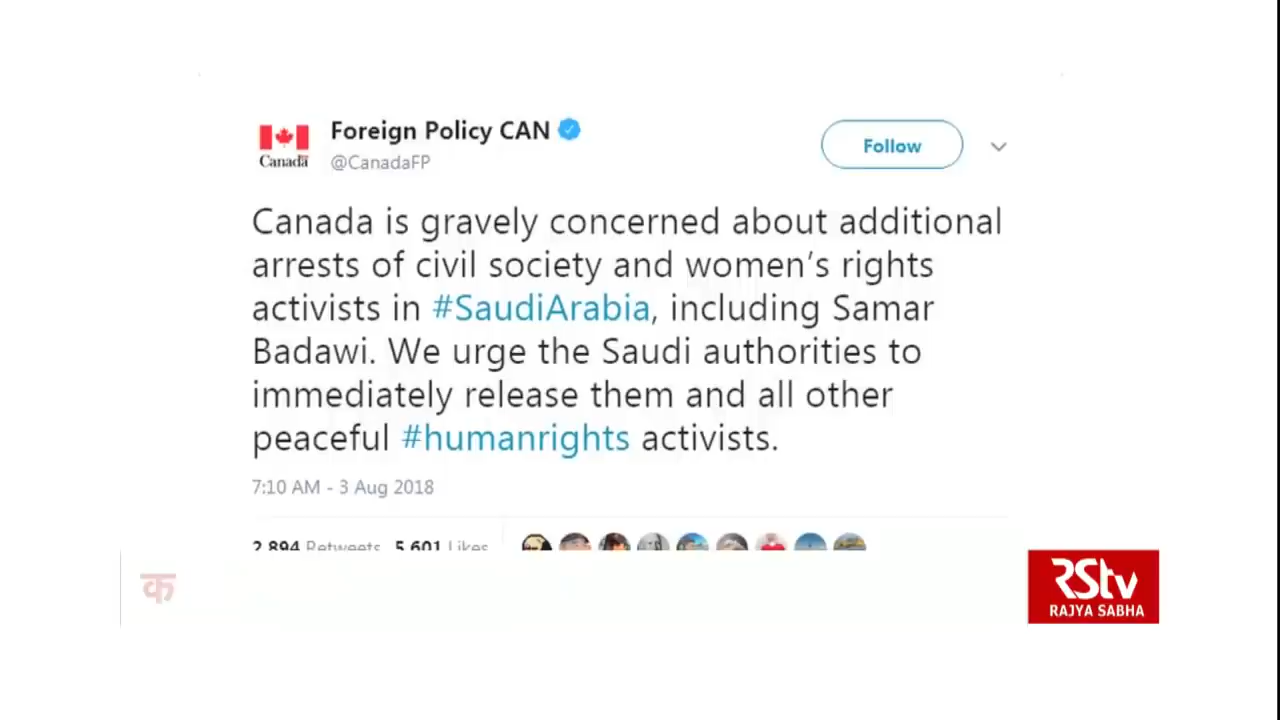 Foreign Policy CAN
Canada
@CanadaFP
Follow
Canada is gravely concerned about additional
arrests of civil society and women's rights
activists in #SaudiArabia, including Samar
Badawi. We urge the Saudi authorities to
immediately release them and all other
peaceful #humanrights activists.
7:10 AM - 3 Aug 2018
2,894 Retweets 5,601 Likes
क
RStv
RAJYA SABHA